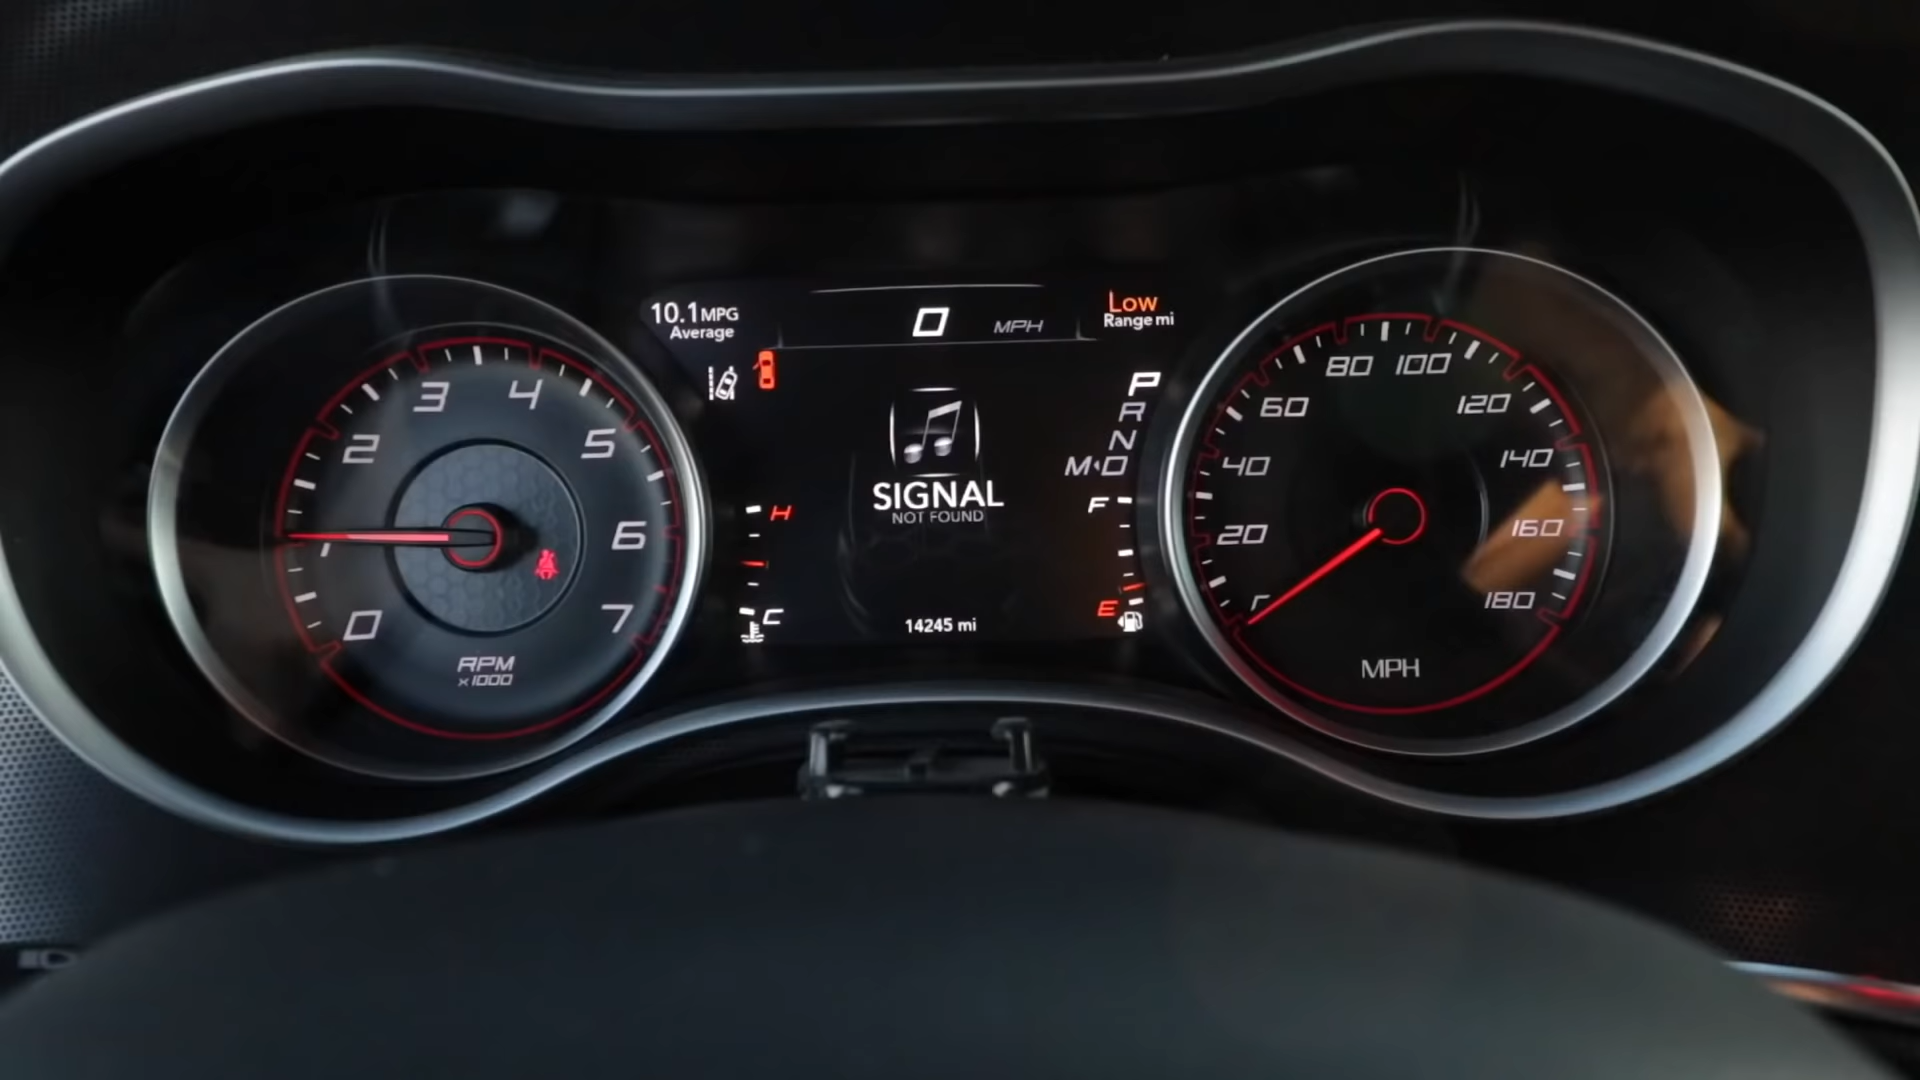 10.1 MPG
Average
0 MPH
Low
Range mi
P
R
N
M D
SIGNAL
NOT FOUND
14245 mi
H
C
F
E
0
1
2
3
4
5
6
7
RPM
x1000
20
40
60
80
100
120
140
160
180
MPH